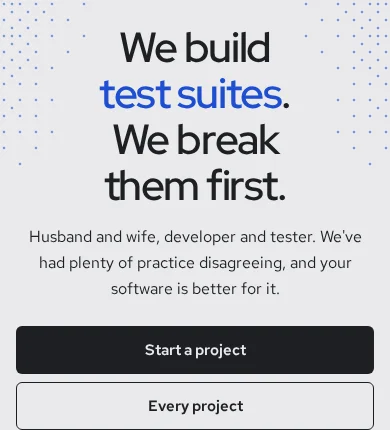 We build
test suites.
We break
them first.
Husband and wife, developer and tester. We've
had plenty of practice disagreeing, and your
software is better for it.
Start a project
Every project